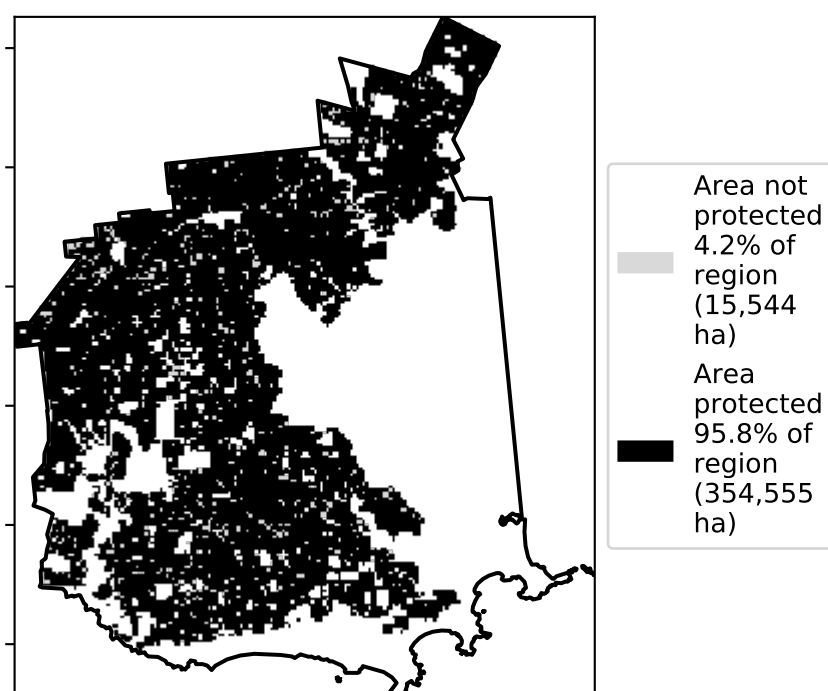 Area not
protected
4.2% of
region
(15,544
ha)
Area
protected
95.8% of
region
(354,555
ha)